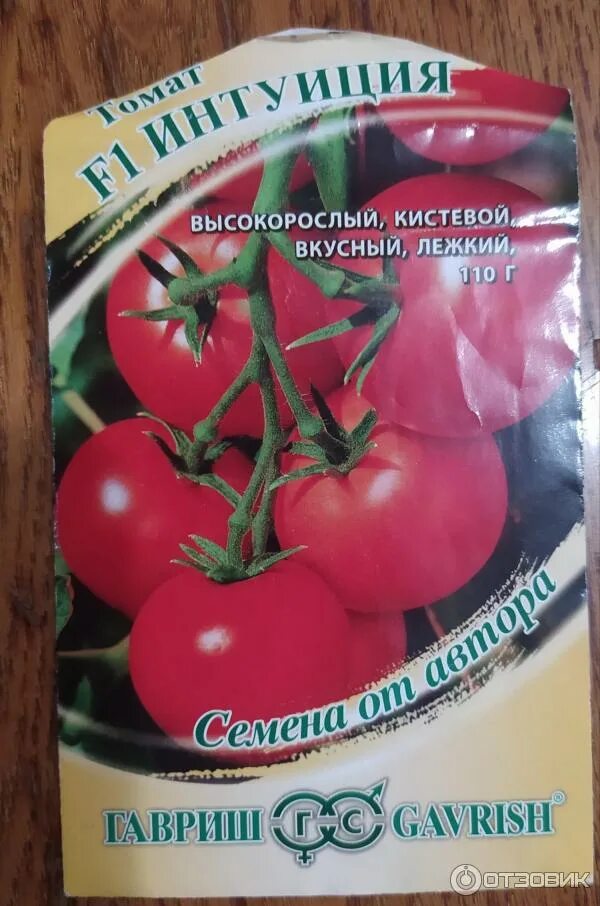 Томат
F1 ИНТУИЦИЯ
ВЫСОКОРОСЛЫЙ, КИСТЕВОЙ,
ВКУСНЫЙ, ЛЕЖКИЙ,
110 Г
Семена от автора
ГАВРИШ ГС GAVRISH®
ОТЗОВИК